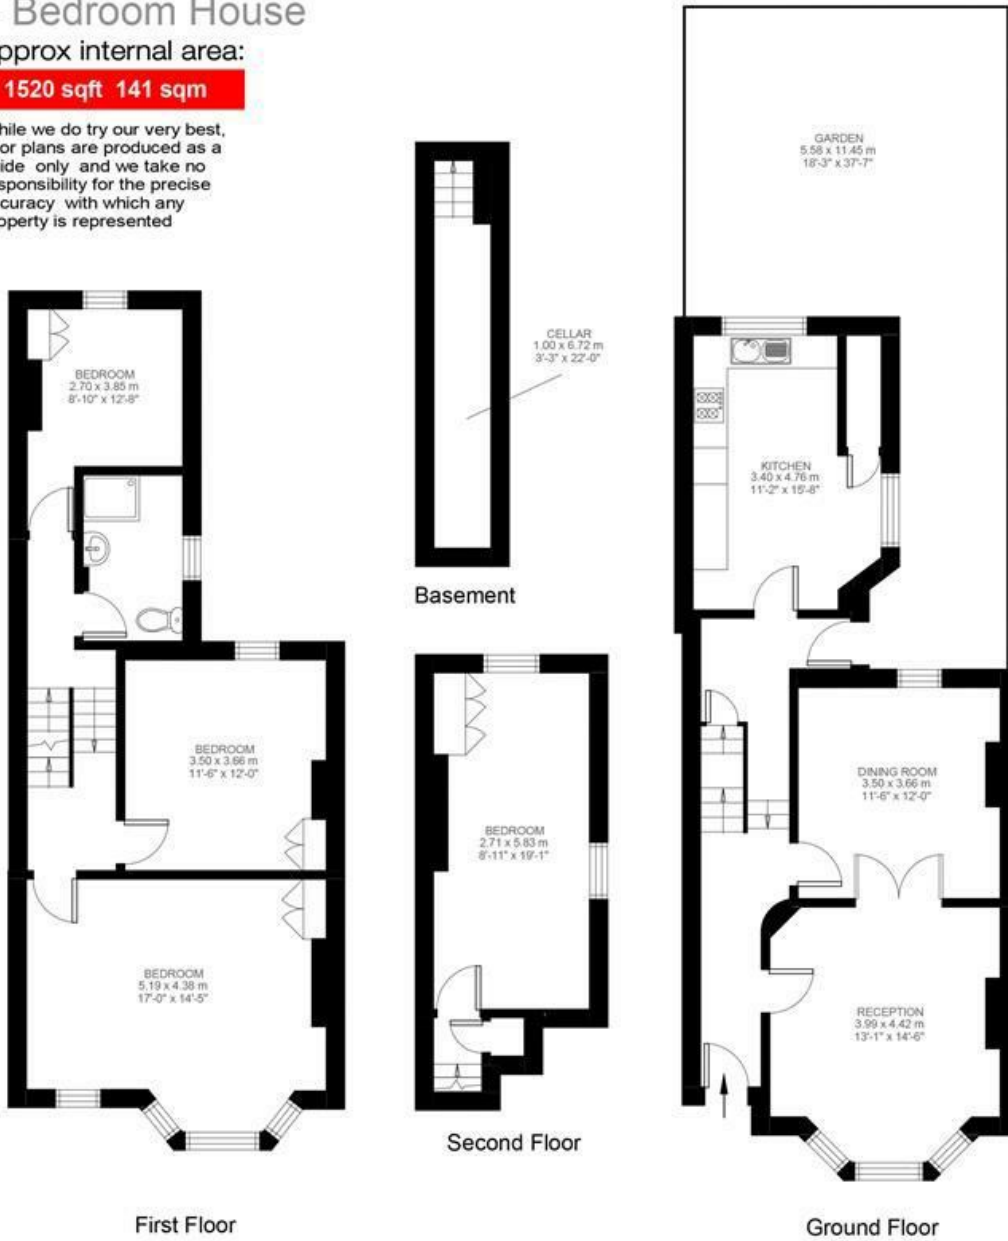 Bedroom House
pprox internal area:
1520 sqft 141 sqm
hile we do try our very best,
or plans are produced as a
ide only and we take no
sponsibility for the precise
curacy with which any
operty is represented
GARDEN
5.58 x 11.45 m
18'-3" x 37'-7"
CELLAR
1.00 x 6.72 m
3'-3" x 22'-0"
Basement
BEDROOM
2.70 x 3.85 m
8'-10" x 12'-8"
KITCHEN
3.40 x 4.76 m
11'-2" x 15'-8"
BEDROOM
3.50 x 3.66 m
11'-6" x 12'-0"
DINING ROOM
3.50 x 3.66 m
11'-6" x 12'-0"
BEDROOM
2.71 x 5.83 m
8'-11" x 19'-1"
BEDROOM
5.19 x 4.38 m
17'-0" x 14'-5"
RECEPTION
3.99 x 4.42 m
13'-1" x 14'-6"
Second Floor
First Floor
Ground Floor